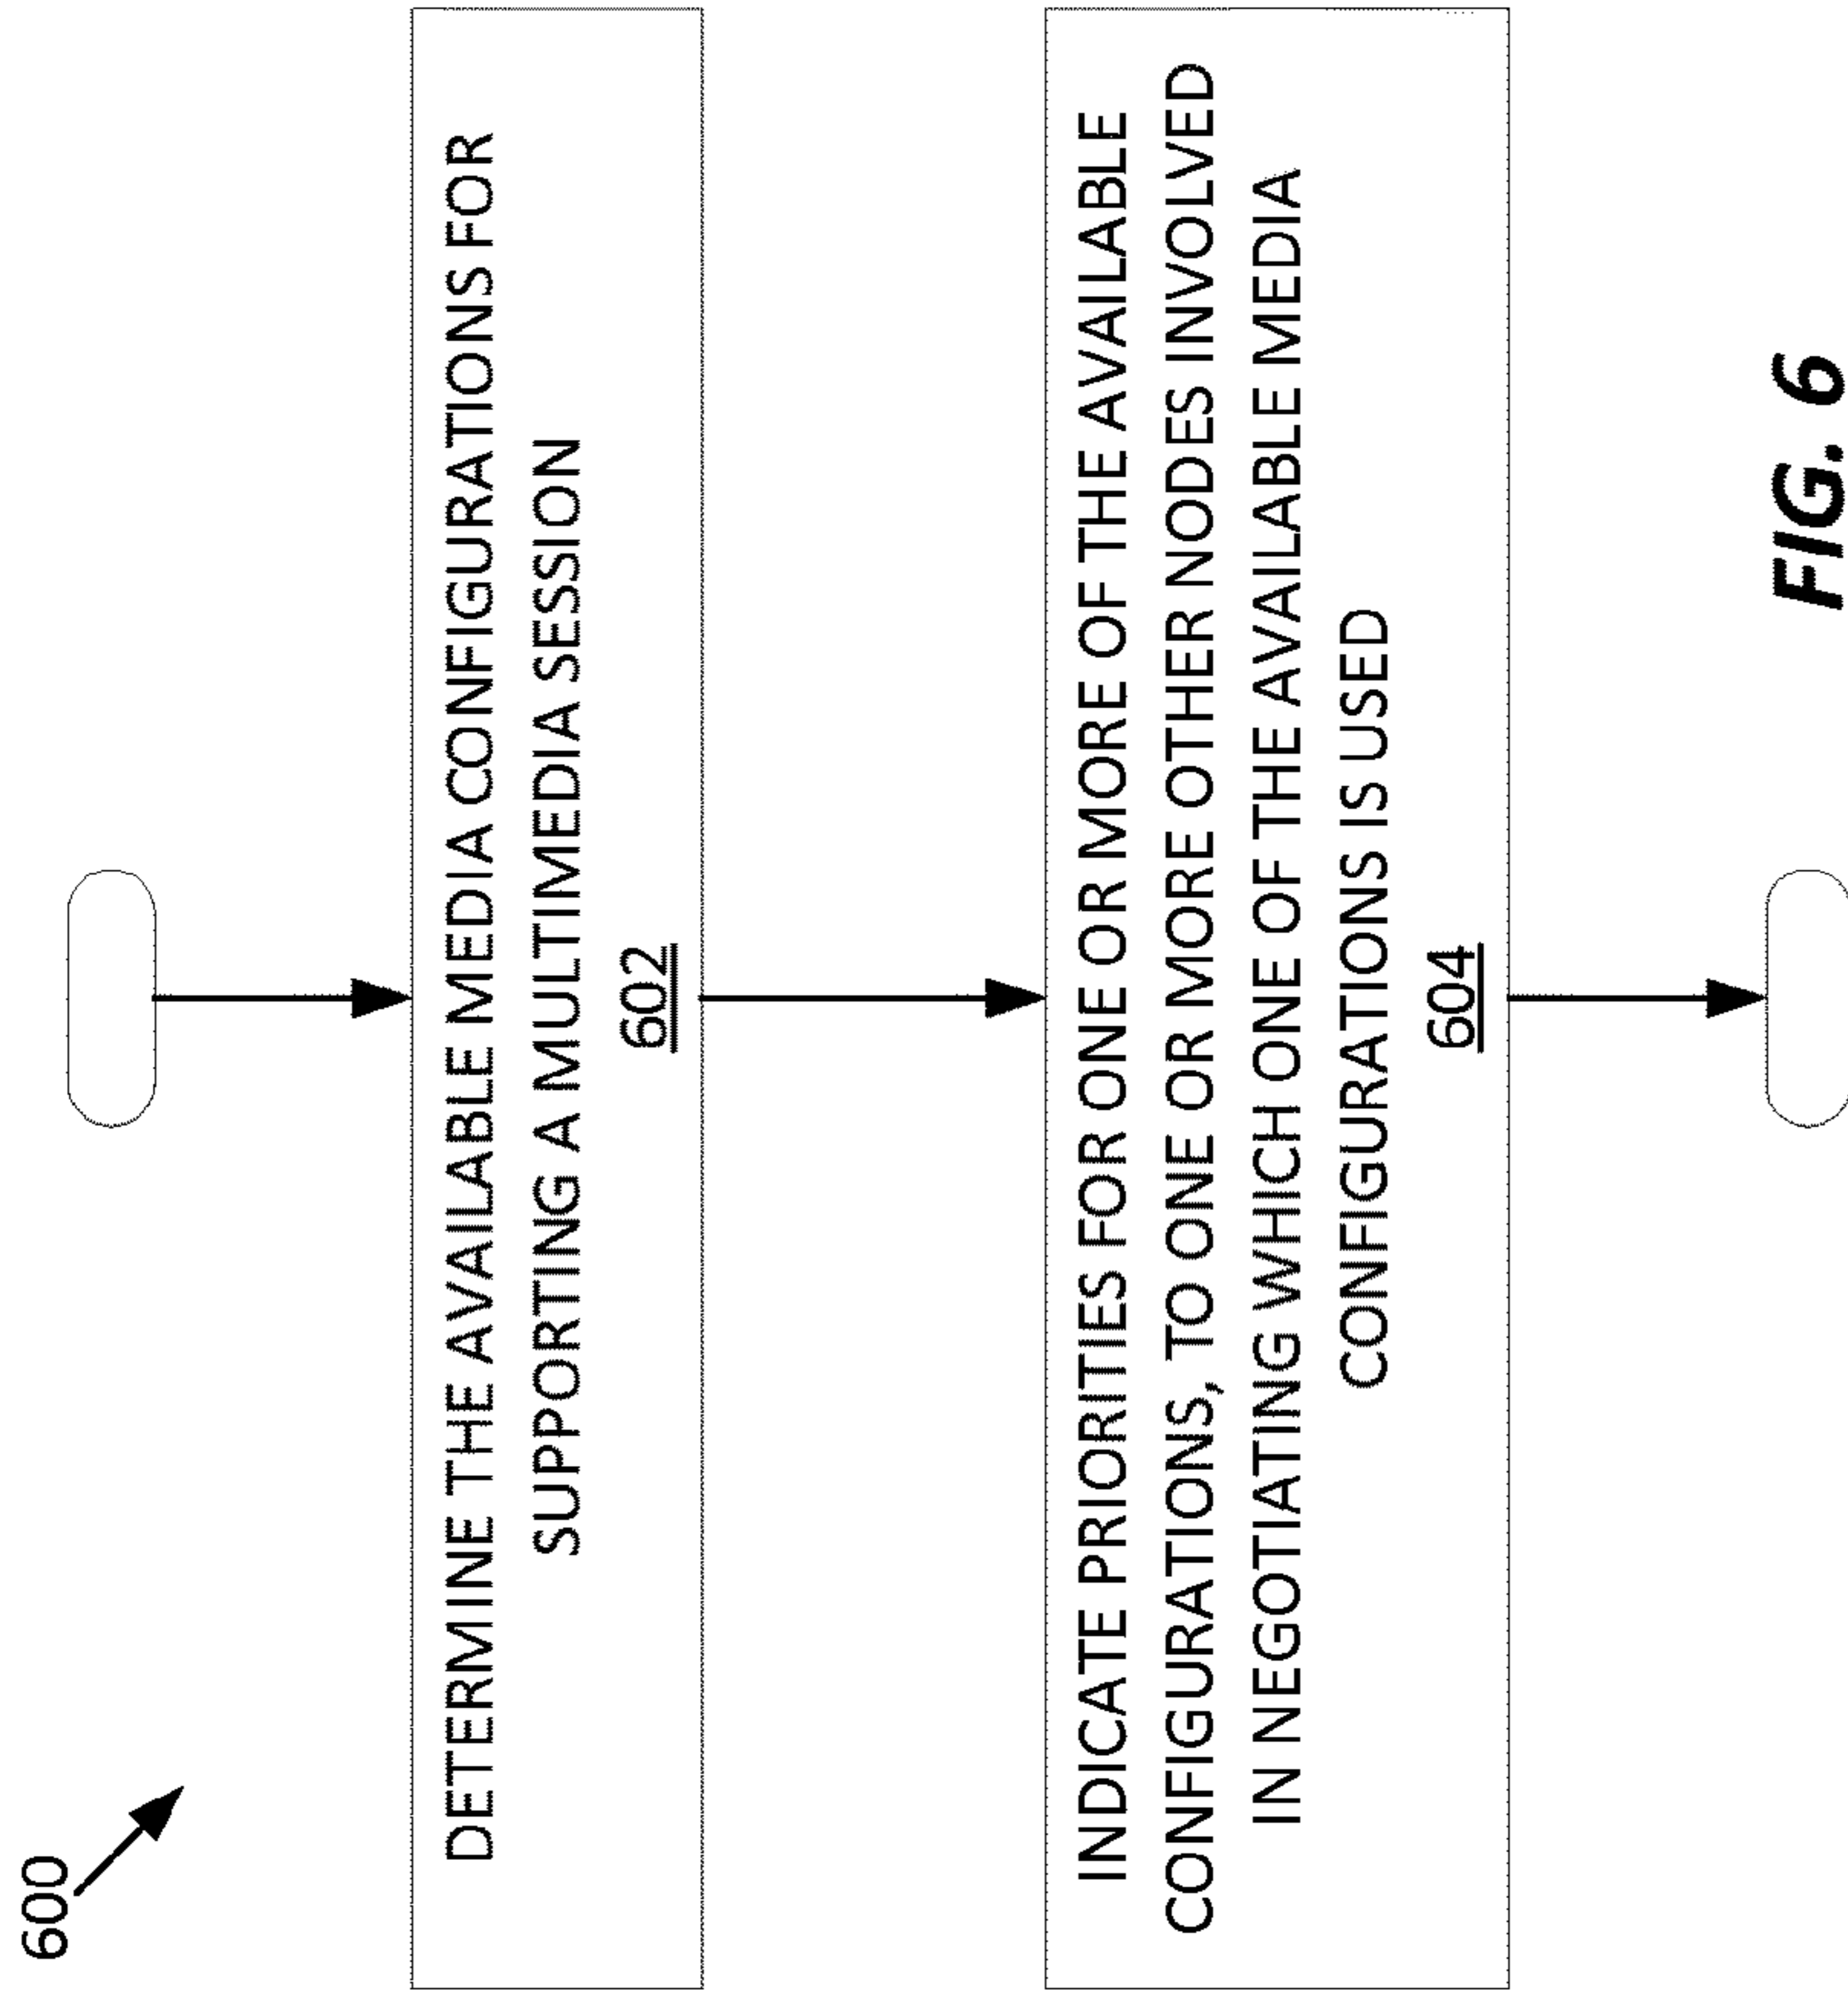 600
DETERMINE THE AVAILABLE MEDIA CONFIGURATIONS FOR
SUPPORTING A MULTIMEDIA SESSION
602
INDICATE PRIORITIES FOR ONE OR MORE OF THE AVAILABLE
CONFIGURATIONS, TO ONE OR MORE OTHER NODES INVOLVED
IN NEGOTIATING WHICH ONE OF THE AVAILABLE MEDIA
CONFIGURATIONS IS USED
604
FIG. 6